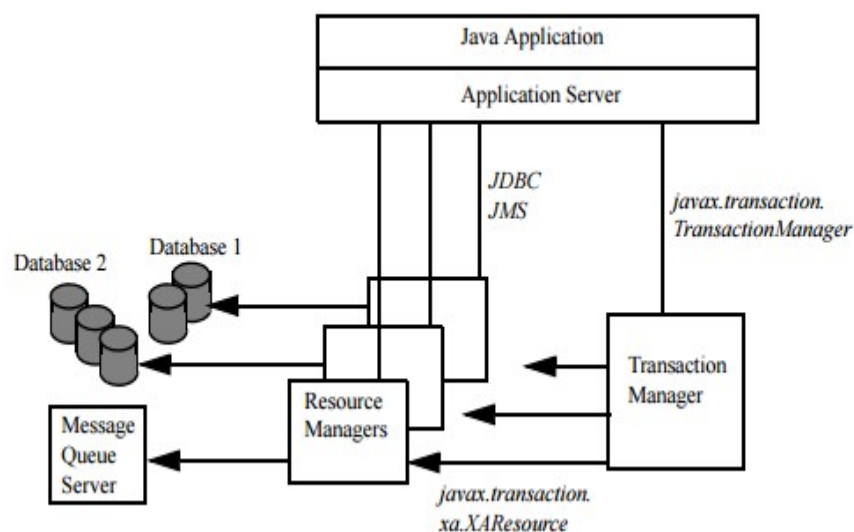 Java Application
Application Server
JDBC
JMS
javax.transaction.
TransactionManager
Database 1
Database 2
Transaction
Manager
Resource
Managers
Message
Queue
Server
javax.transaction.
xa.XAResource